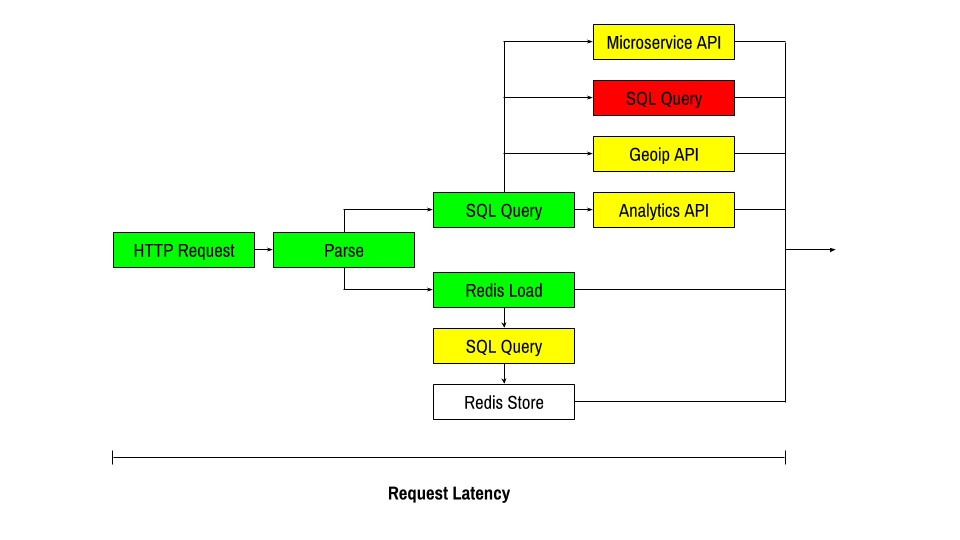 Microservice API
SQL Query
Geoip API
SQL Query
Analytics API
HTTP Request
Parse
Redis Load
SQL Query
Redis Store
Request Latency